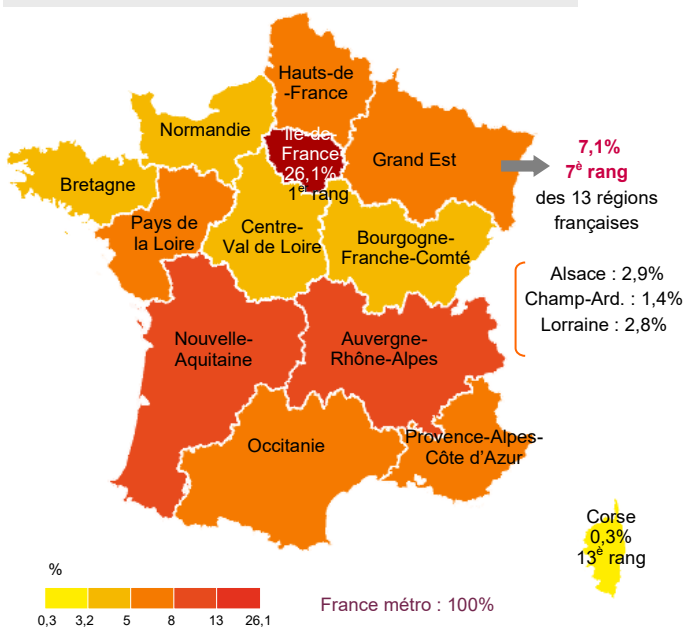 Hauts-de
-France
Normandie
Ile-de-
France
26,1%
1er rang
Grand Est
7,1%
7è rang
des 13 régions
françaises
Bretagne
Pays de
la Loire
Centre-
Val de Loire
Bourgogne-
Franche-Comté
Alsace : 2,9%
Champ-Ard. : 1,4%
Lorraine : 2,8%
Nouvelle-
Aquitaine
Auvergne-
Rhône-Alpes
Occitanie
Provence-Alpes-
Côte d'Azur
Corse
0,3%
13è rang
%
0,3 3,2 5 8 13 26,1
France métro : 100%